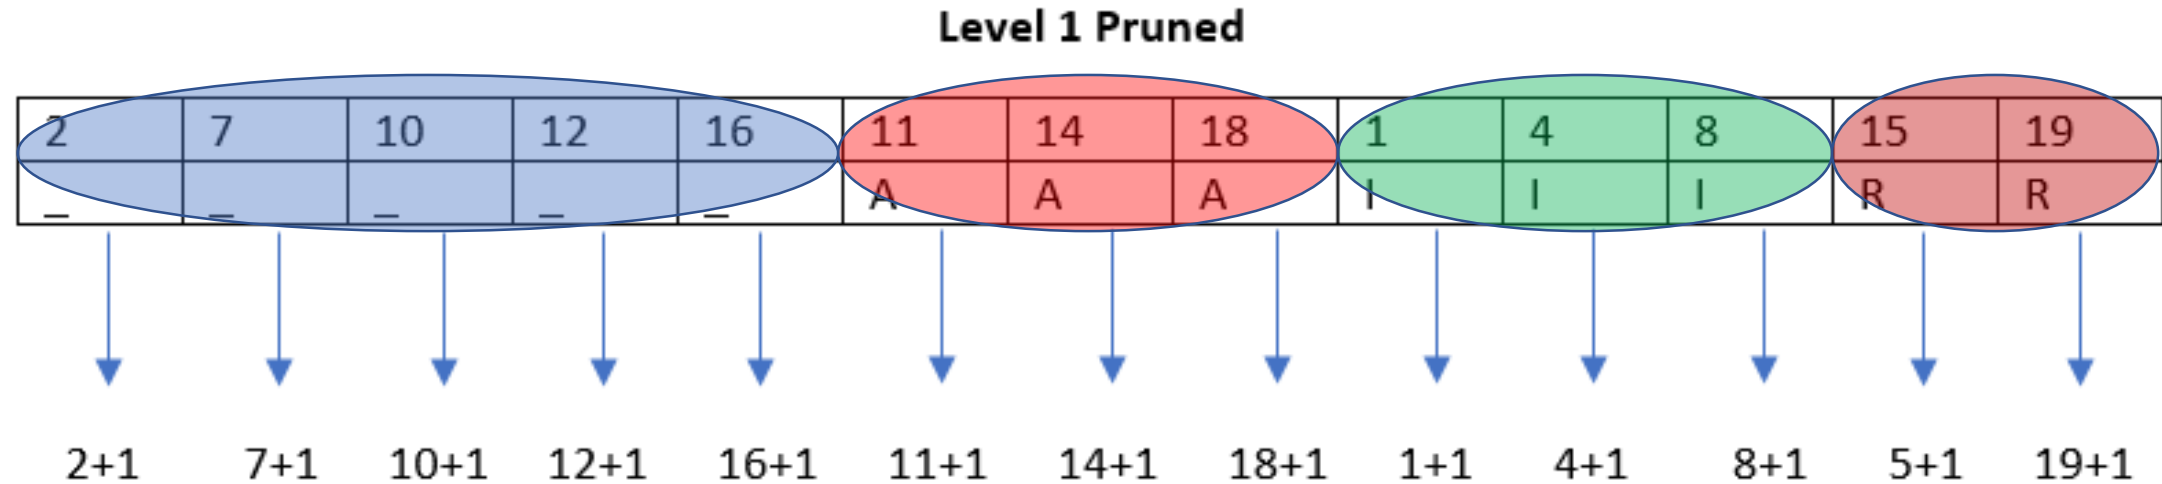 Level 1 Pruned
2 7 10 12 16 11 14 18 1 4 8 15 19
_ _ _ _ _ A A A I I I R R
2+1 7+1 10+1 12+1 16+1 11+1 14+1 18+1 1+1 4+1 8+1 5+1 19+1